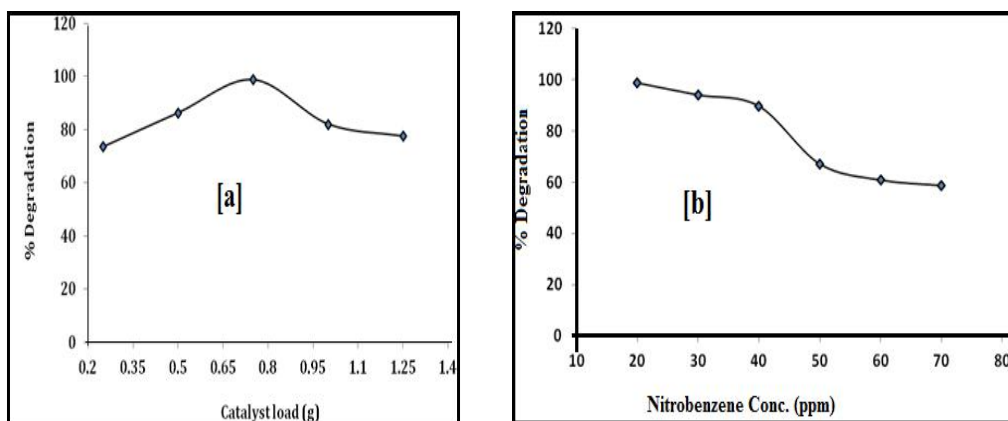 120
100
80
60
40
20
0
% Degradation
[a]
0.2 0.35 0.5 0.65 0.8 0.95 1.1 1.25 1.4
Catalyst load (g)
120
100
80
60
40
20
0
% Degradation
[b]
10 20 30 40 50 60 70 80
Nitrobenzene Conc. (ppm)